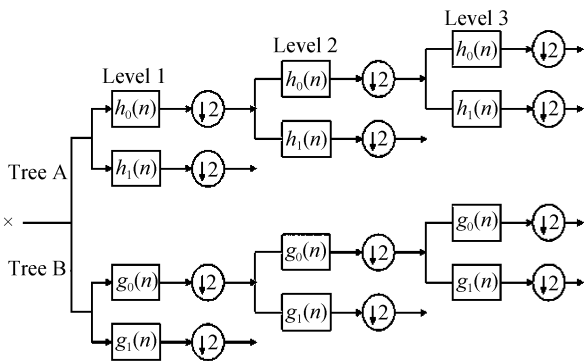 Level 1
Level 2
Level 3
h₀(n) ↓2
h₀(n) ↓2
h₀(n) ↓2
h₁(n) ↓2
h₁(n) ↓2
h₁(n) ↓2
Tree A
×
Tree B
g₀(n) ↓2
g₀(n) ↓2
g₀(n) ↓2
g₁(n) ↓2
g₁(n) ↓2
g₁(n) ↓2